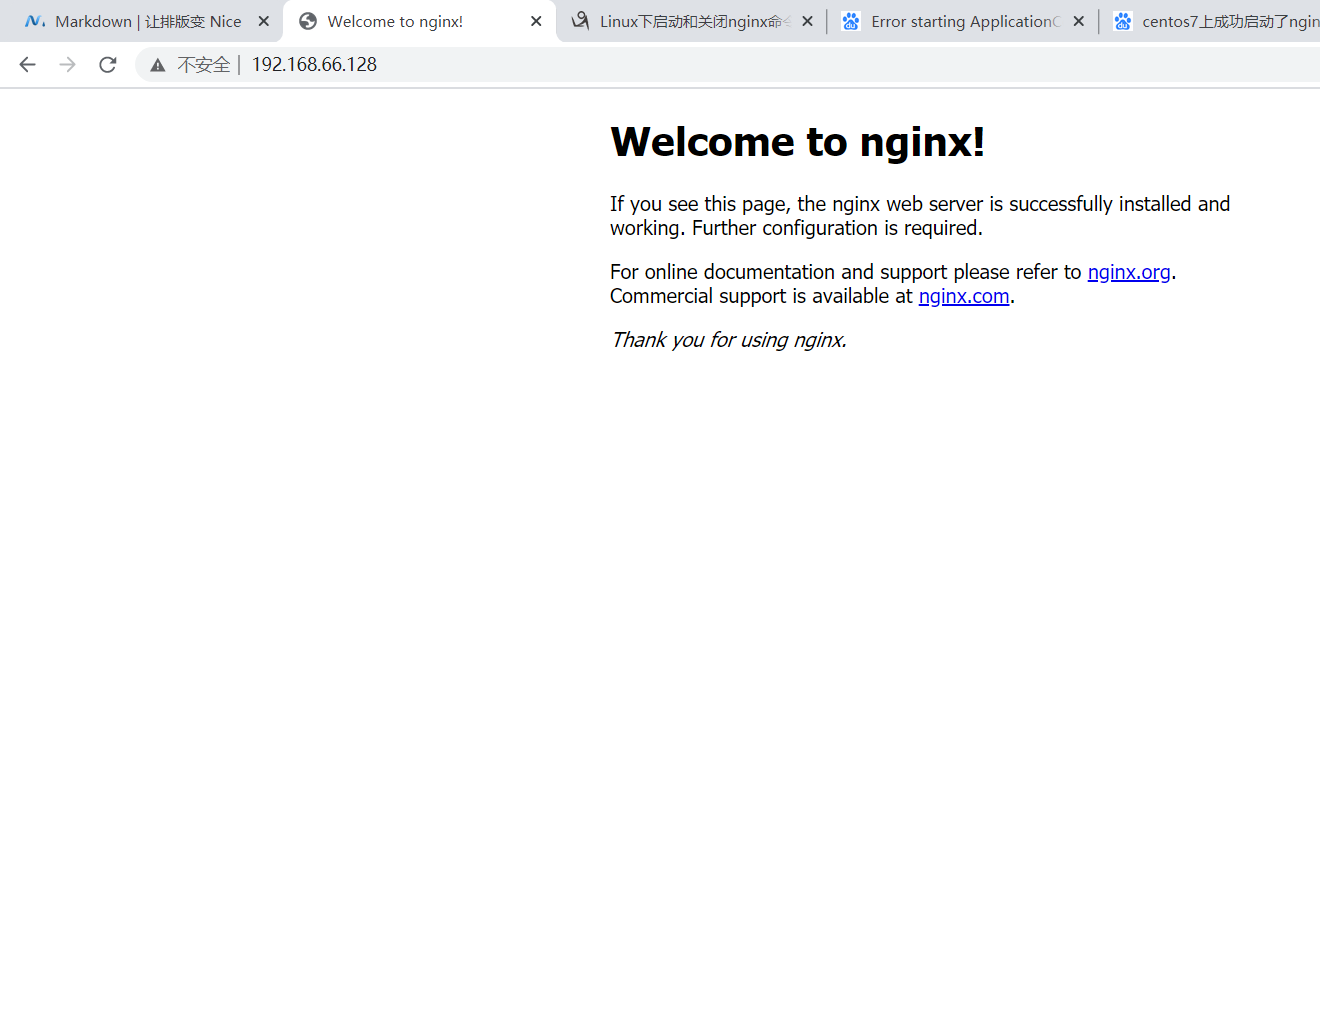 Markdown | 让排版变 Nice
Welcome to nginx!
Linux下启动和关闭nginx命
Error starting Application
centos7上成功启动了ngin
不安全 | 192.168.66.128
Welcome to nginx!
If you see this page, the nginx web server is successfully installed and
working. Further configuration is required.
For online documentation and support please refer to nginx.org.
Commercial support is available at nginx.com.
Thank you for using nginx.